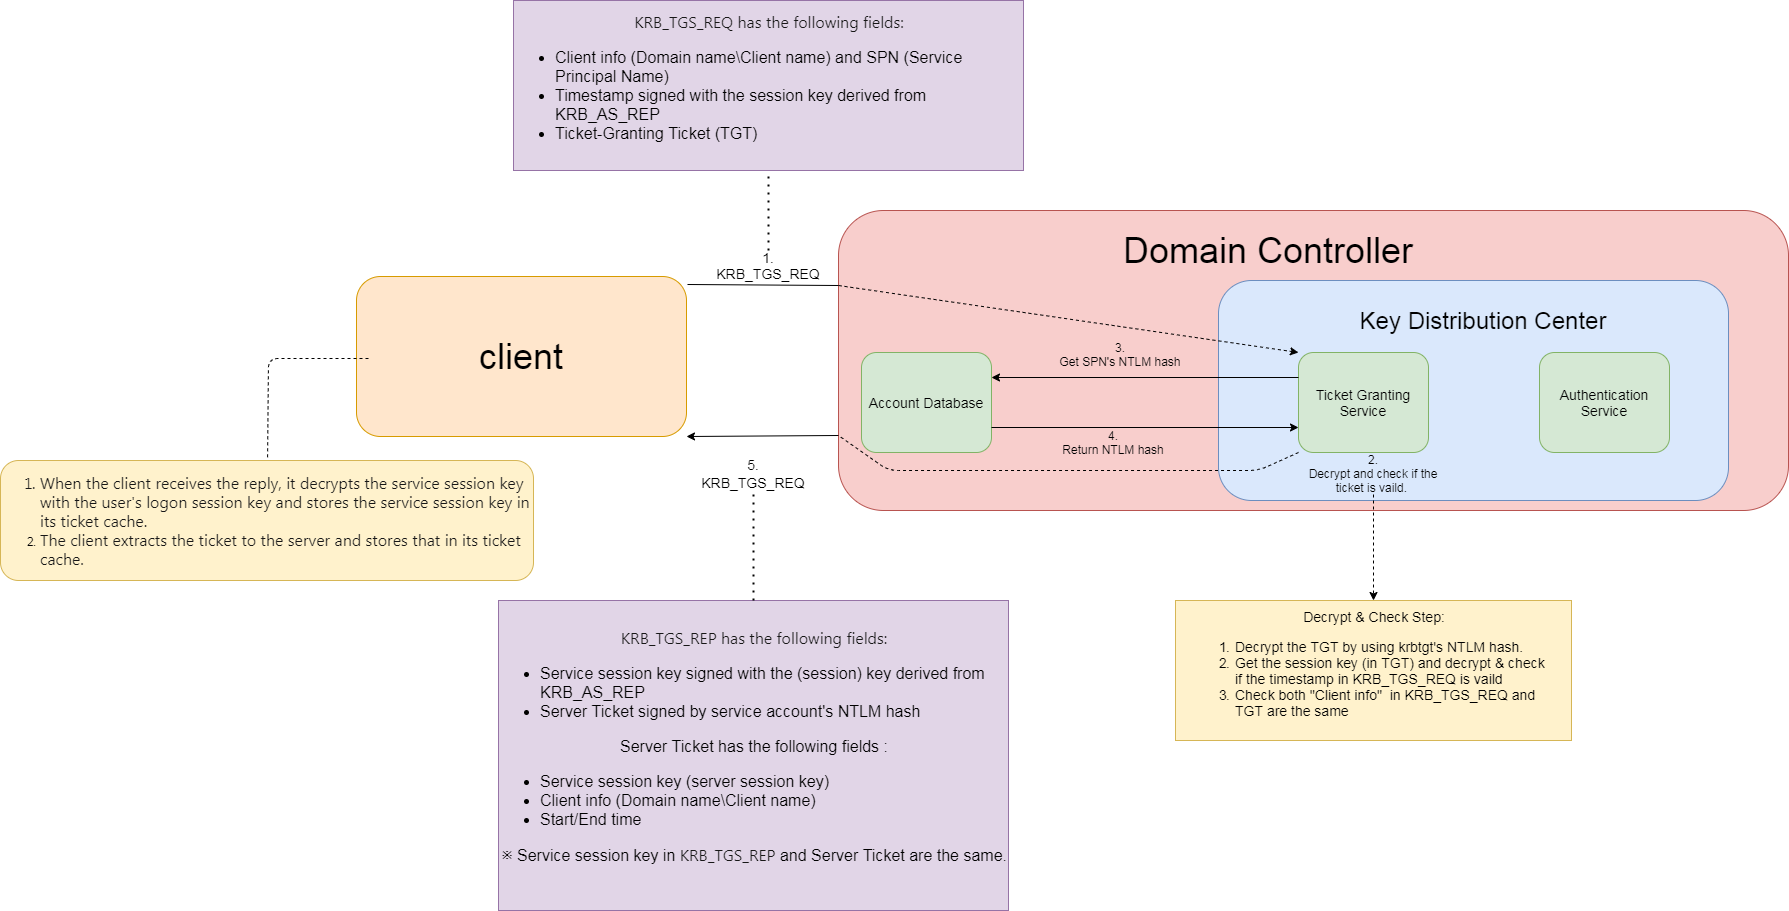 KRB_TGS_REQ has the following fields:
• Client info (Domain name\Client name) and SPN (Service
Principal Name)
• Timestamp signed with the session key derived from
KRB_AS_REP
• Ticket-Granting Ticket (TGT)
Domain Controller
1.
KRB_TGS_REQ
client
Key Distribution Center
3.
Get SPN's NTLM hash
Account Database
Ticket Granting
Service
Authentication
Service
4.
Return NTLM hash
2.
Decrypt and check if the
ticket is vaild.
5.
KRB_TGS_REQ
1. When the client receives the reply, it decrypts the service session key
with the user's logon session key and stores the service session key in
its ticket cache.
2. The client extracts the ticket to the server and stores that in its ticket
cache.
KRB_TGS_REP has the following fields:
• Service session key signed with the (session) key derived from
KRB_AS_REP
• Server Ticket signed by service account's NTLM hash
Server Ticket has the following fields :
• Service session key (server session key)
• Client info (Domain name\Client name)
• Start/End time
※ Service session key in KRB_TGS_REP and Server Ticket are the same.
Decrypt & Check Step:
1. Decrypt the TGT by using krbtgt's NTLM hash.
2. Get the session key (in TGT) and decrypt & check
if the timestamp in KRB_TGS_REQ is vaild
3. Check both "Client info" in KRB_TGS_REQ and
TGT are the same